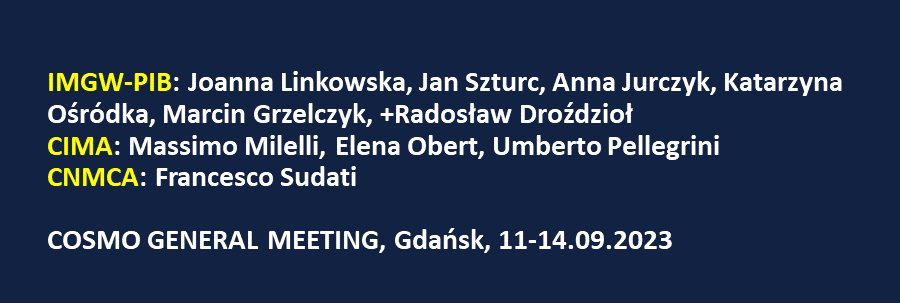 IMGW-PIB: Joanna Linkowska, Jan Szturc, Anna Jurczyk, Katarzyna
Ośródka, Marcin Grzelczyk, +Radosław Droździoł
CIMA: Massimo Milelli, Elena Obert, Umberto Pellegrini
CNMCA: Francesco Sudati
COSMO GENERAL MEETING, Gdańsk, 11-14.09.2023